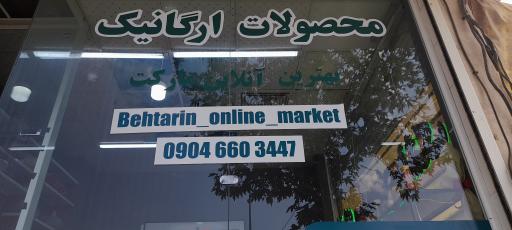 محصولات ارگانیک
بهترین آنلاین مارکت
Behtarin_online_market
0904 660 3447